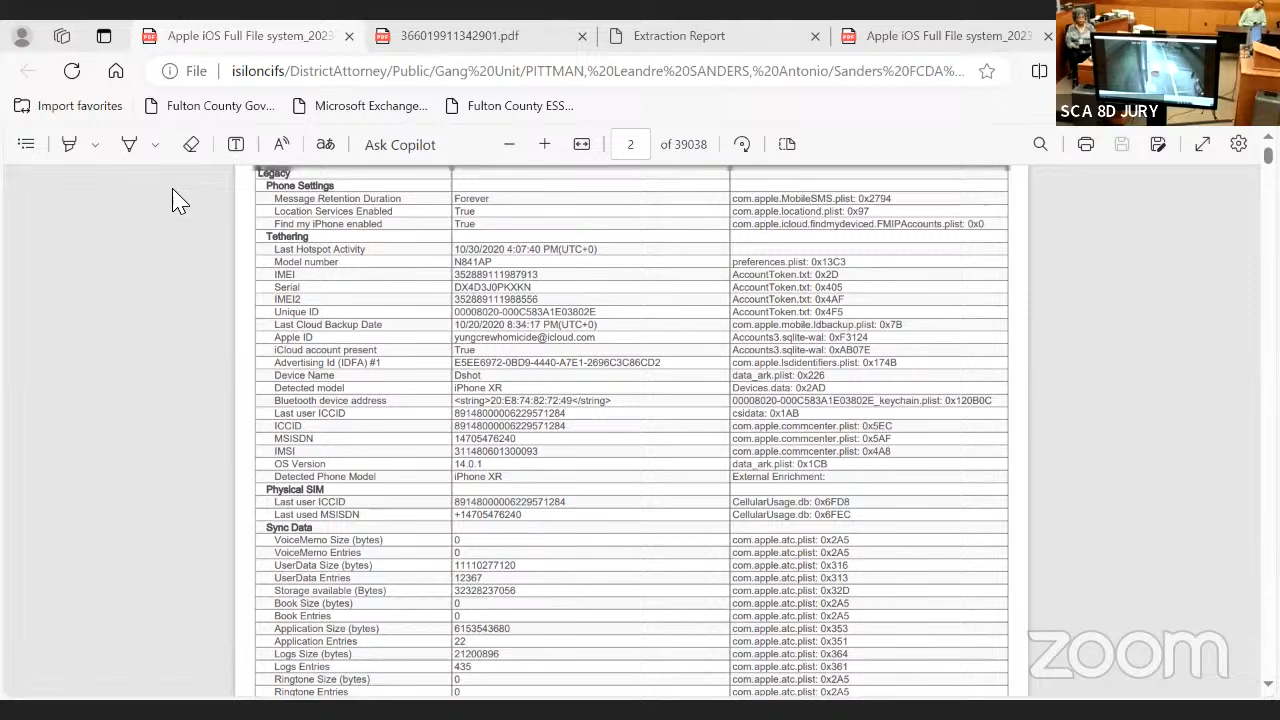 Apple iOS Full File system_2023
366019911342901.pdf
Extraction Report
Apple iOS Full File system_2023
File
isiloncifs/DistrictAttorney/Public/Gang%20Unit/PITTMAN,%20Leandre%20SANDERS,%20Antonio/Sanders%20FCDA%...
Import favorites
Fulton County Gov...
Microsoft Exchange...
Fulton County ESS...
SCA 8D JURY
Ask Copilot
2 of 39038
Legacy
Phone Settings
Message Retention Duration Forever com.apple.MobileSMS.plist: 0x2794
Location Services Enabled True com.apple.locationd.plist: 0x97
Find my iPhone enabled True com.apple.icloud.findmydeviced.FMIPAccounts.plist: 0x0
Tethering
Last Hotspot Activity 10/30/2020 4:07:40 PM(UTC+0)
Model number N841AP preferences.plist: 0x13C3
IMEI 352889111987913 AccountToken.txt: 0x2D
Serial DX4D3J0PKXKN AccountToken.txt: 0x405
IMEI2 352889111988556 AccountToken.txt: 0x4AF
Unique ID 00008020-000C583A1E03802E AccountToken.txt: 0x4F5
Last Cloud Backup Date 10/20/2020 8:34:17 PM(UTC+0) com.apple.mobile.ldbackup.plist: 0x7B
Apple ID yungcrewhomicide@icloud.com Accounts3.sqlite-wal: 0xF3124
iCloud account present True Accounts3.sqlite-wal: 0xAB07E
Advertising Id (IDFA) #1 E5EE6972-0BD9-4440-A7E1-2696C3C86CD2 com.apple.lsdidentifiers.plist: 0x174B
Device Name Dshot data_ark.plist: 0x226
Detected model iPhone XR Devices.data: 0x2AD
Bluetooth device address <string>20:E8:74:82:72:49</string> 00008020-000C583A1E03802E_keychain.plist: 0x120B0C
Last user ICCID 89148000006229571284 csidata: 0x1AB
ICCID 89148000006229571284 com.apple.commcenter.plist: 0x5EC
MSISDN 14705476240 com.apple.commcenter.plist: 0x5AF
IMSI 311480601300093 com.apple.commcenter.plist: 0x4A8
OS Version 14.0.1 data_ark.plist: 0x1CB
Detected Phone Model iPhone XR External Enrichment:
Physical SIM
Last user ICCID 89148000006229571284 CellularUsage.db: 0x6FD8
Last used MSISDN +14705476240 CellularUsage.db: 0x6FEC
Sync Data
VoiceMemo Size (bytes) 0 com.apple.atc.plist: 0x2A5
VoiceMemo Entries 0 com.apple.atc.plist: 0x2A5
UserData Size (bytes) 11110277120 com.apple.atc.plist: 0x316
UserData Entries 12367 com.apple.atc.plist: 0x313
Storage available (Bytes) 32328237056 com.apple.atc.plist: 0x32D
Book Size (bytes) 0 com.apple.atc.plist: 0x2A5
Book Entries 0 com.apple.atc.plist: 0x2A5
Application Size (bytes) 6153543680 com.apple.atc.plist: 0x353
Application Entries 22 com.apple.atc.plist: 0x351
Logs Size (bytes) 21200896 com.apple.atc.plist: 0x364
Logs Entries 435 com.apple.atc.plist: 0x361
Ringtone Size (bytes) 0 com.apple.atc.plist: 0x2A5
Ringtone Entries 0 com.apple.atc.plist: 0x2A5
zoom